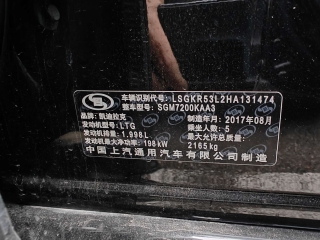 车辆识别代号: LSGKR53L2HA131474
整车型号: SGM7200KAA3
品牌: 凯迪拉克 制造年月: 2017年08月
发动机型号: LTG 乘坐人数: 5
发动机排量: 1.998L 最大允许总质量:
发动机最大净功率: 198kW 2165kg
中国上汽通用汽车有限公司制造